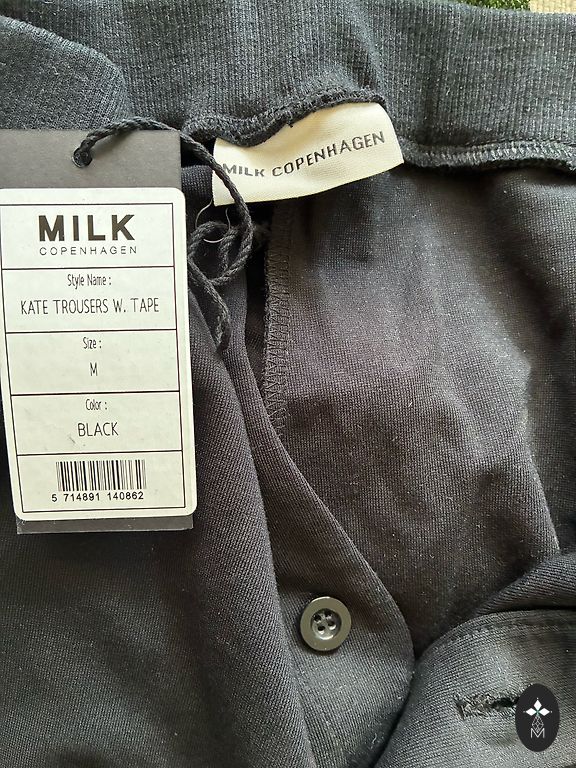 MILK COPENHAGEN
MILK
COPENHAGEN
Style Name :
KATE TROUSERS W. TAPE
Size :
M
Color :
BLACK
5 714891 140862
M